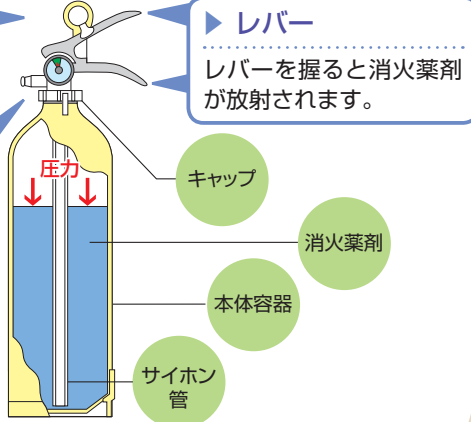 ▶ レバー
レバーを握ると消火薬剤
が放射されます。
圧力
キャップ
消火薬剤
本体容器
サイホン
管